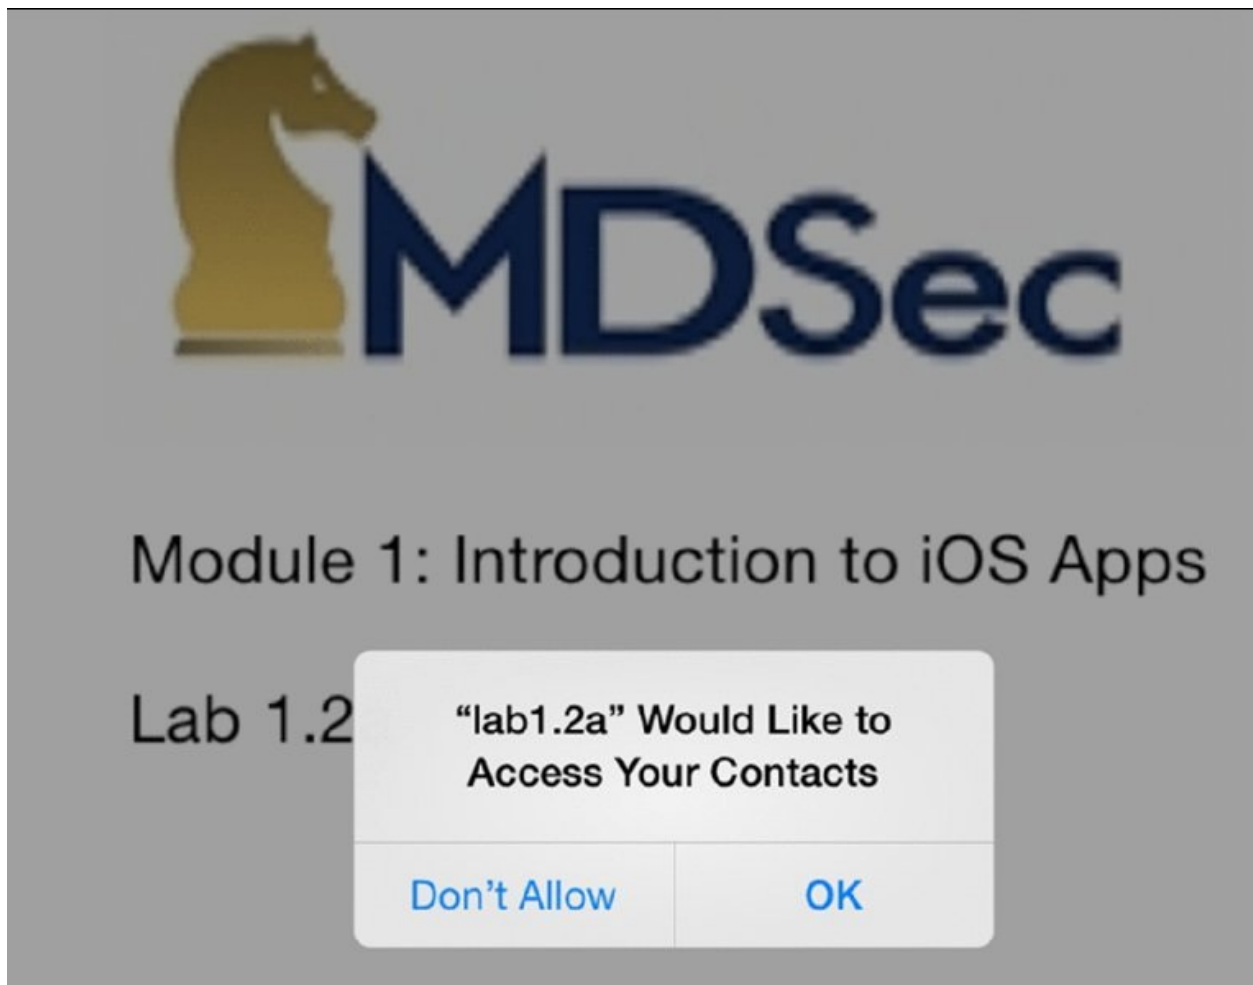 MDSec
Module 1: Introduction to iOS Apps
Lab 1.2
“lab1.2a” Would Like to
Access Your Contacts
Don’t Allow
OK